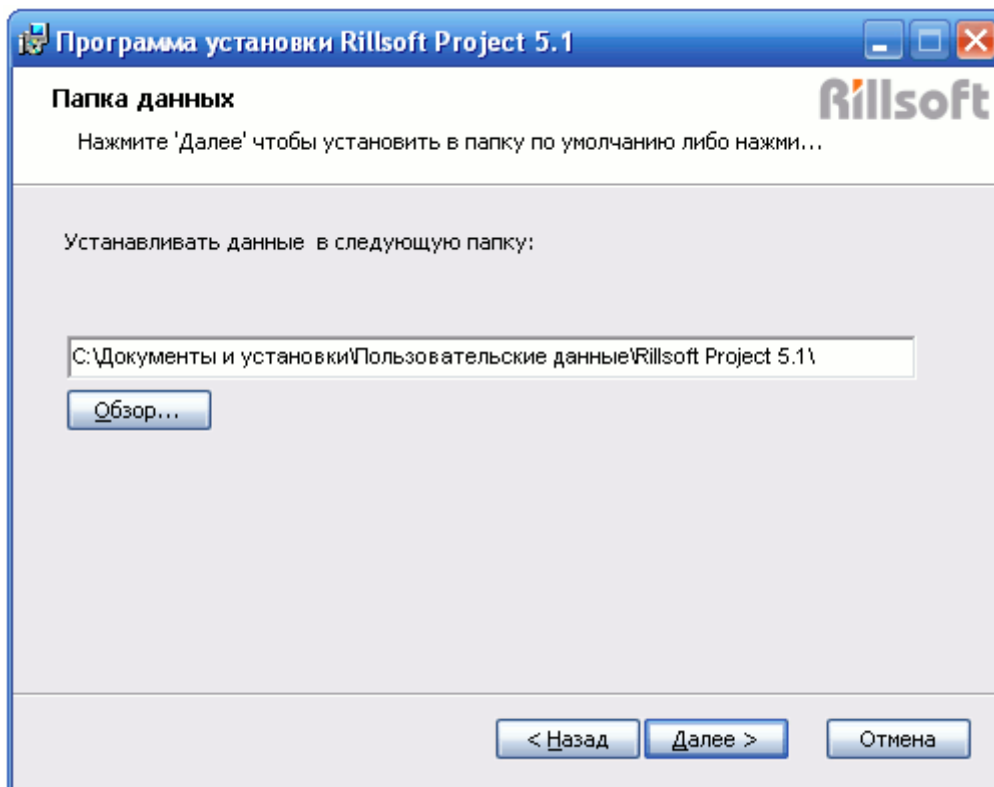 Программа установки Rillsoft Project 5.1
Папка данных
Rillsoft
Нажмите 'Далее' чтобы установить в папку по умолчанию либо нажми...
Устанавливать данные  в следующую папку:
C:\Документы и установки\Пользовательские данные\Rillsoft Project 5.1\
Обзор...
< Назад
Далее >
Отмена